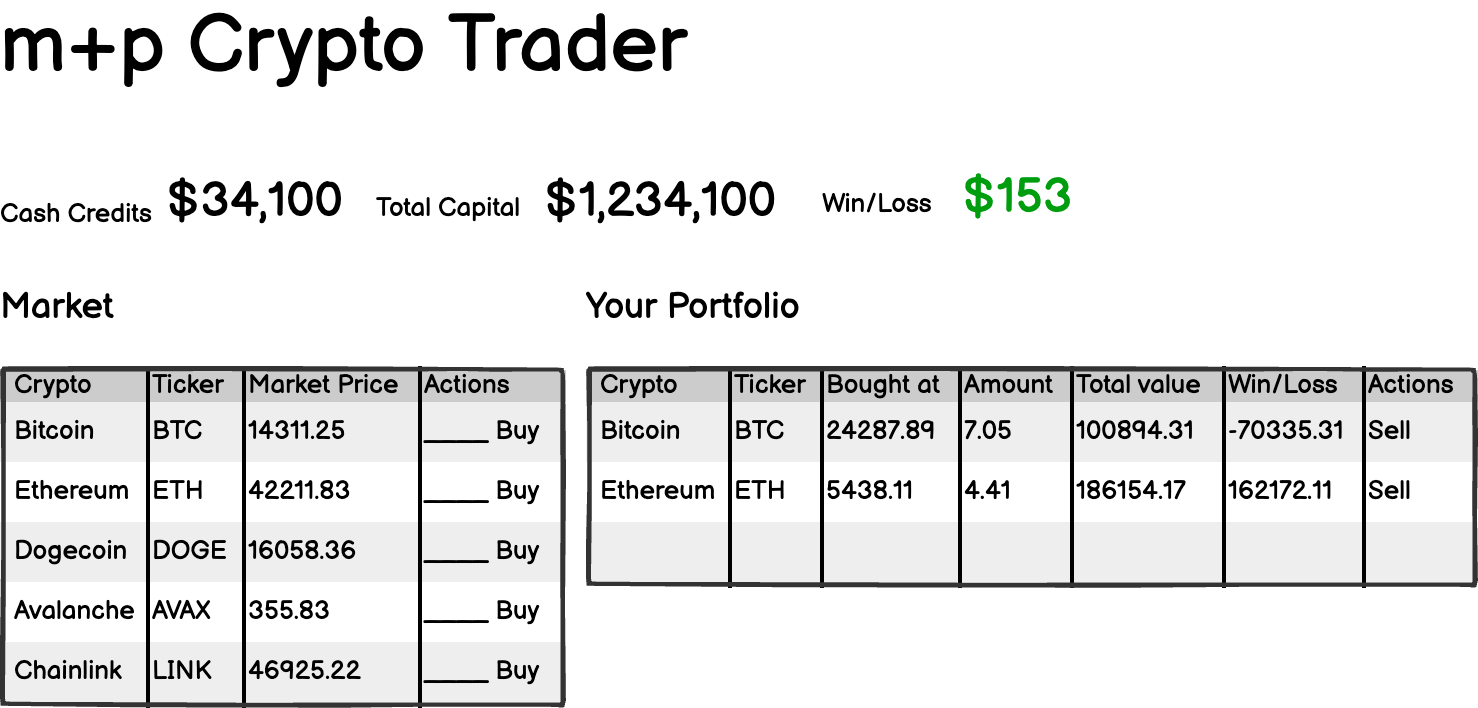 m+p Crypto Trader
Cash Credits $34,100 Total Capital $1,234,100 Win/Loss $153
Market
Crypto Ticker Market Price Actions
Bitcoin BTC 14311.25 _____ Buy
Ethereum ETH 42211.83 _____ Buy
Dogecoin DOGE 16058.36 _____ Buy
Avalanche AVAX 355.83 _____ Buy
Chainlink LINK 46925.22 _____ Buy
Your Portfolio
Crypto Ticker Bought at Amount Total value Win/Loss Actions
Bitcoin BTC 24287.89 7.05 100894.31 -70335.31 Sell
Ethereum ETH 5438.11 4.41 186154.17 162172.11 Sell